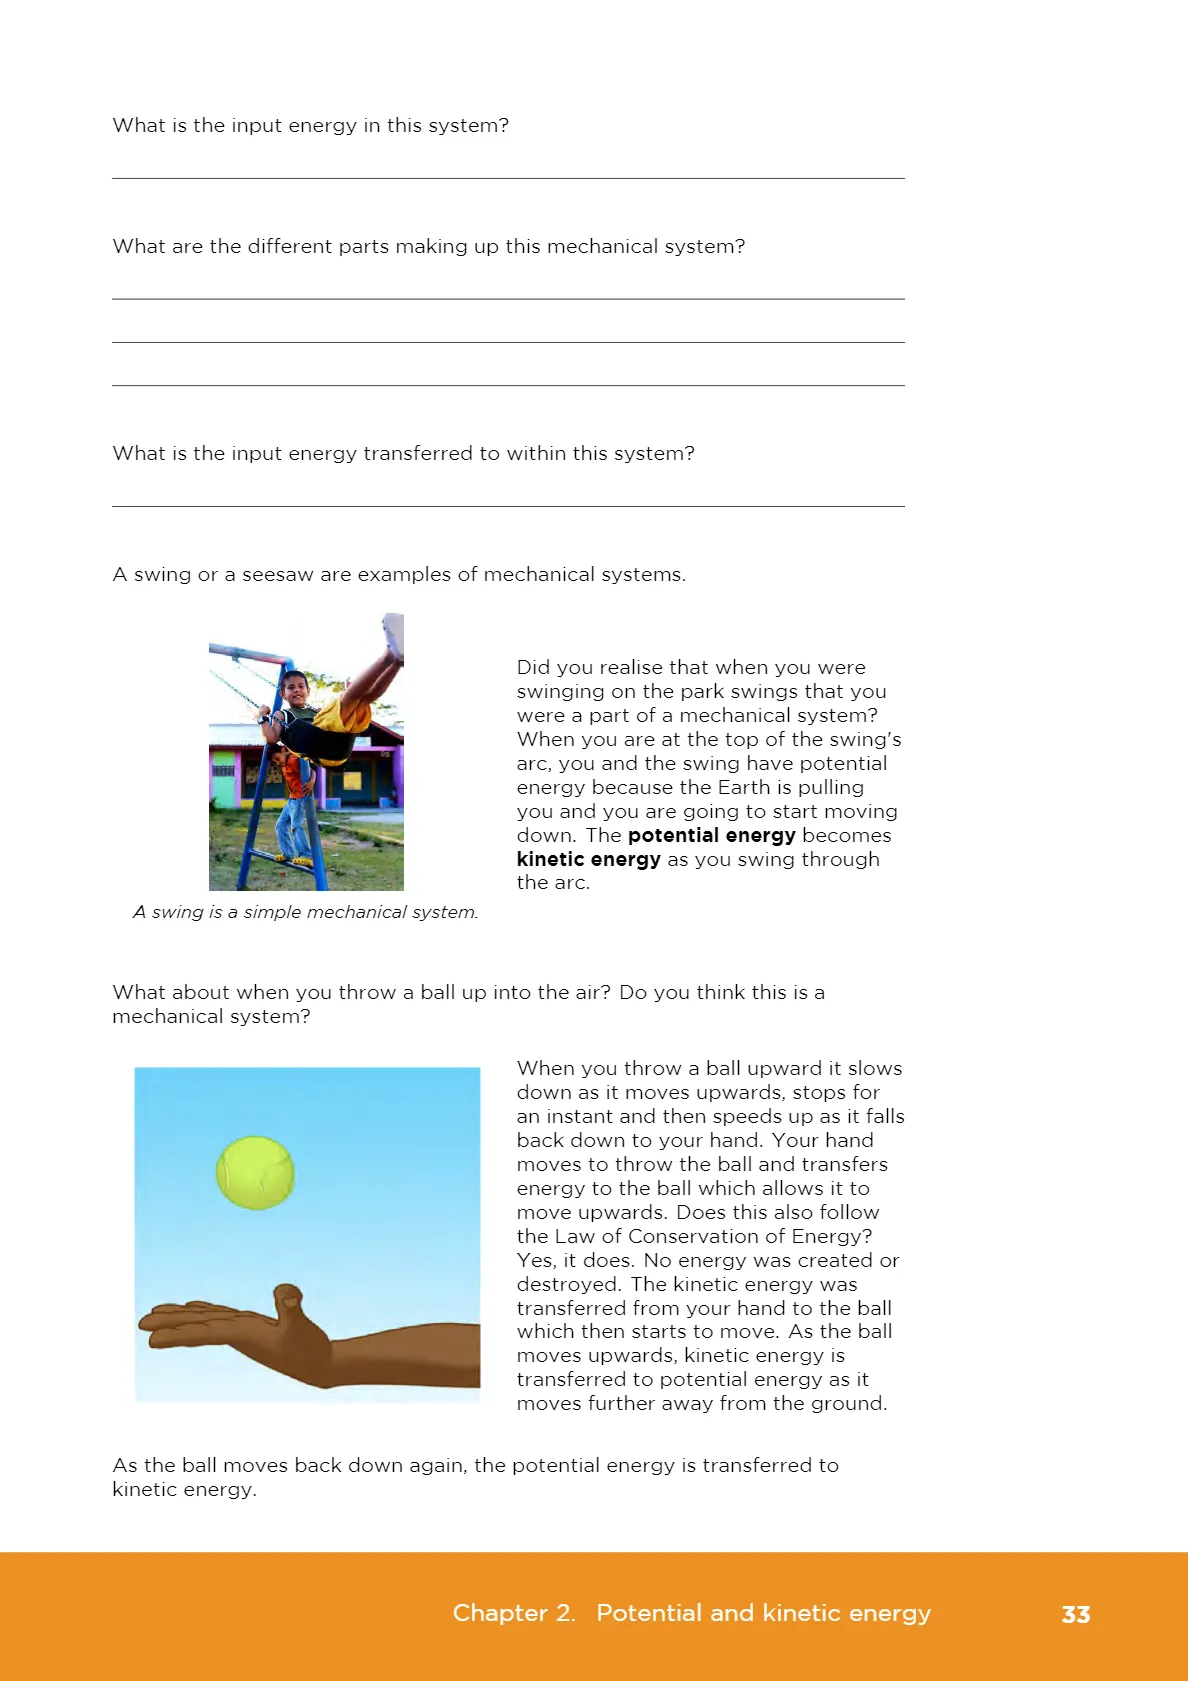 What is the input energy in this system?
What are the different parts making up this mechanical system?
What is the input energy transferred to within this system?
A swing or a seesaw are examples of mechanical systems.
Did you realise that when you were
swinging on the park swings that you
were a part of a mechanical system?
When you are at the top of the swing's
arc, you and the swing have potential
energy because the Earth is pulling
you and you are going to start moving
down. The potential energy becomes
kinetic energy as you swing through
the arc.
A swing is a simple mechanical system.
What about when you throw a ball up into the air? Do you think this is a
mechanical system?
When you throw a ball upward it slows
down as it moves upwards, stops for
an instant and then speeds up as it falls
back down to your hand. Your hand
moves to throw the ball and transfers
energy to the ball which allows it to
move upwards. Does this also follow
the Law of Conservation of Energy?
Yes, it does. No energy was created or
destroyed. The kinetic energy was
transferred from your hand to the ball
which then starts to move. As the ball
moves upwards, kinetic energy is
transferred to potential energy as it
moves further away from the ground.
As the ball moves back down again, the potential energy is transferred to
kinetic energy.
Chapter 2. Potential and kinetic energy 33